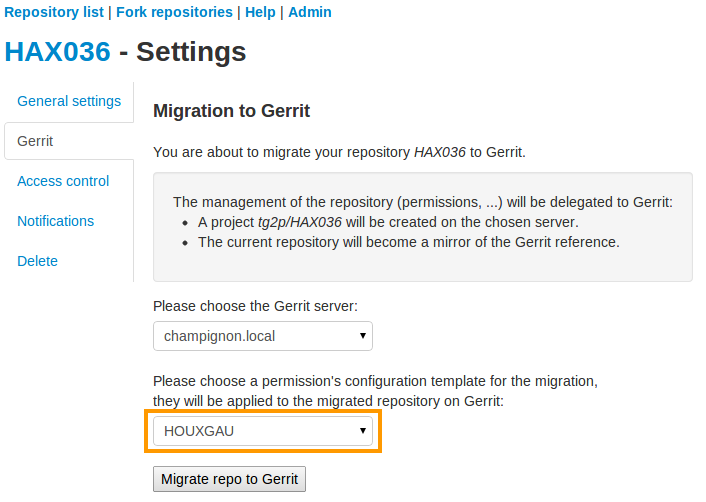 Repository list | Fork repositories | Help | Admin
HAX036 - Settings
General settings
Gerrit
Access control
Notifications
Delete
Migration to Gerrit
You are about to migrate your repository HAX036 to Gerrit.
The management of the repository (permissions, ...) will be delegated to Gerrit:
• A project tg2p/HAX036 will be created on the chosen server.
• The current repository will become a mirror of the Gerrit reference.
Please choose the Gerrit server:
champignon.local
Please choose a permission's configuration template for the migration,
they will be applied to the migrated repository on Gerrit:
HOUXGAU
Migrate repo to Gerrit